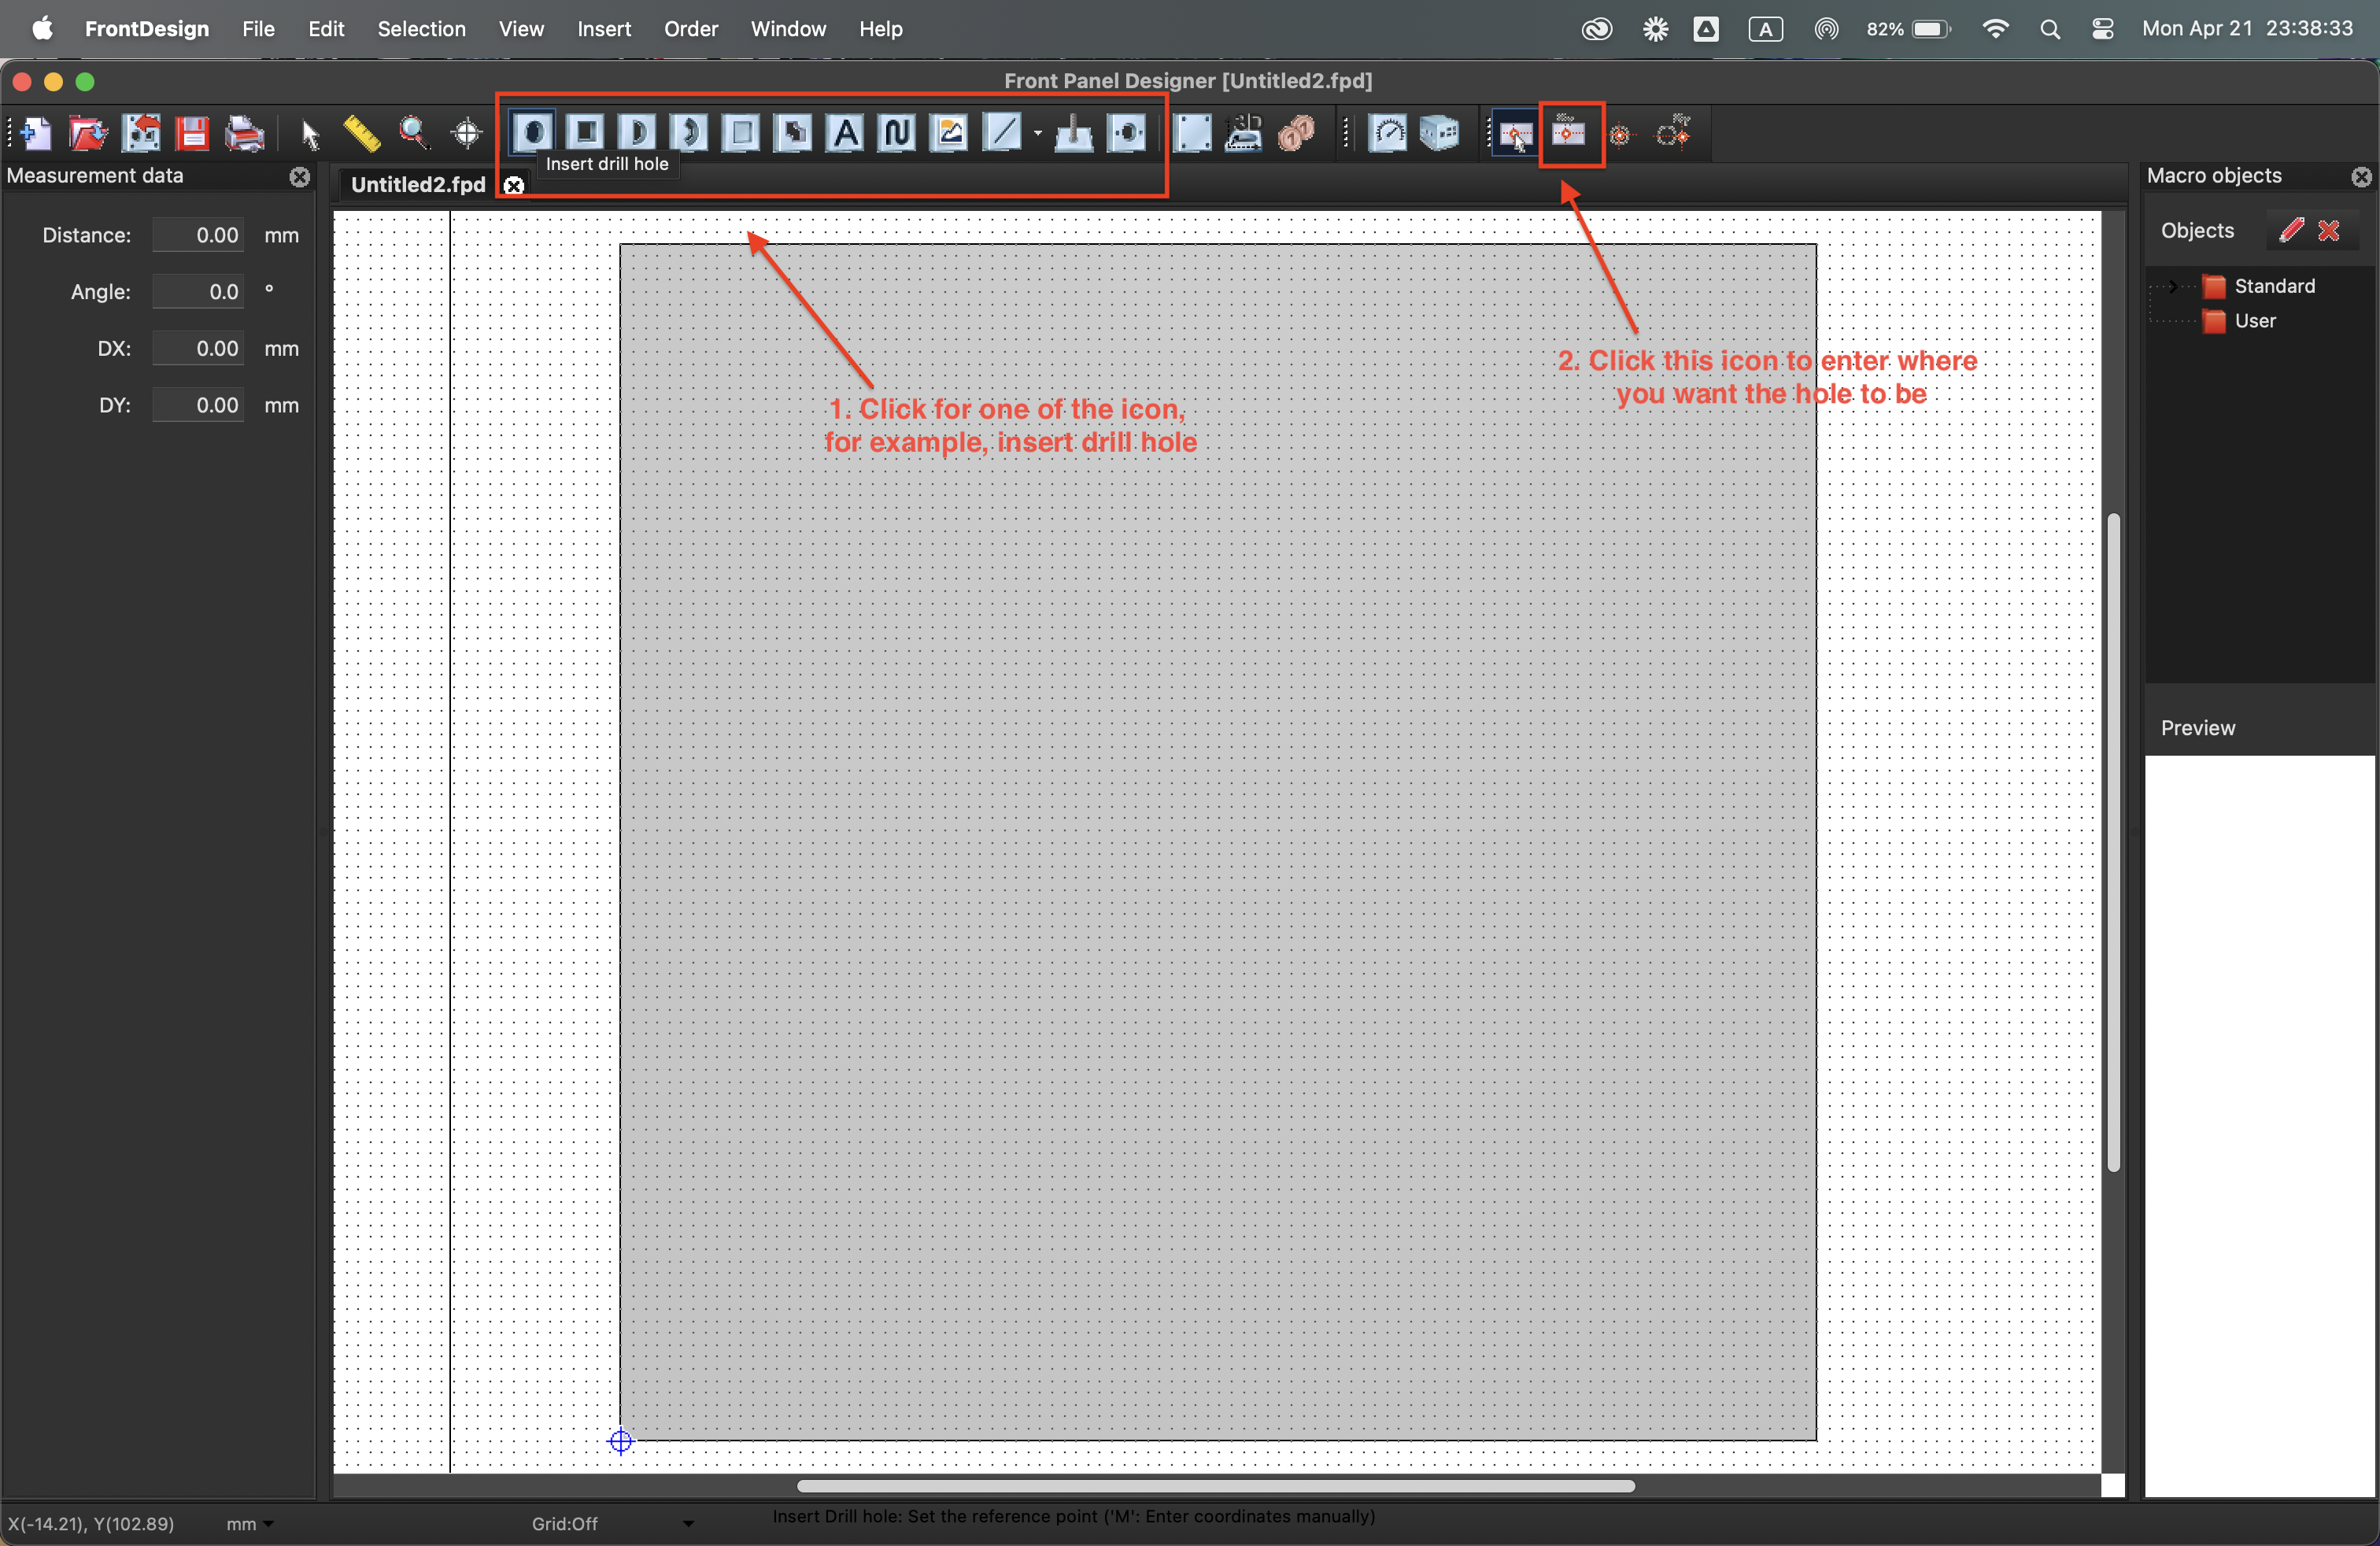 FrontDesign File Edit Selection View Insert Order Window Help A 82% Mon Apr 21 23:38:33
Front Panel Designer [Untitled2.fpd]
A 3D
Insert drill hole
Measurement data
Untitled2.fpd
Macro objects
Distance: 0.00 mm
Angle: 0.0 °
DX: 0.00 mm
DY: 0.00 mm
Objects
Standard
User
2. Click this icon to enter where
you want the hole to be
1. Click for one of the icon,
for example, insert drill hole
Preview
X(-14.21), Y(102.89) mm Grid:Off Insert Drill hole: Set the reference point ('M': Enter coordinates manually)